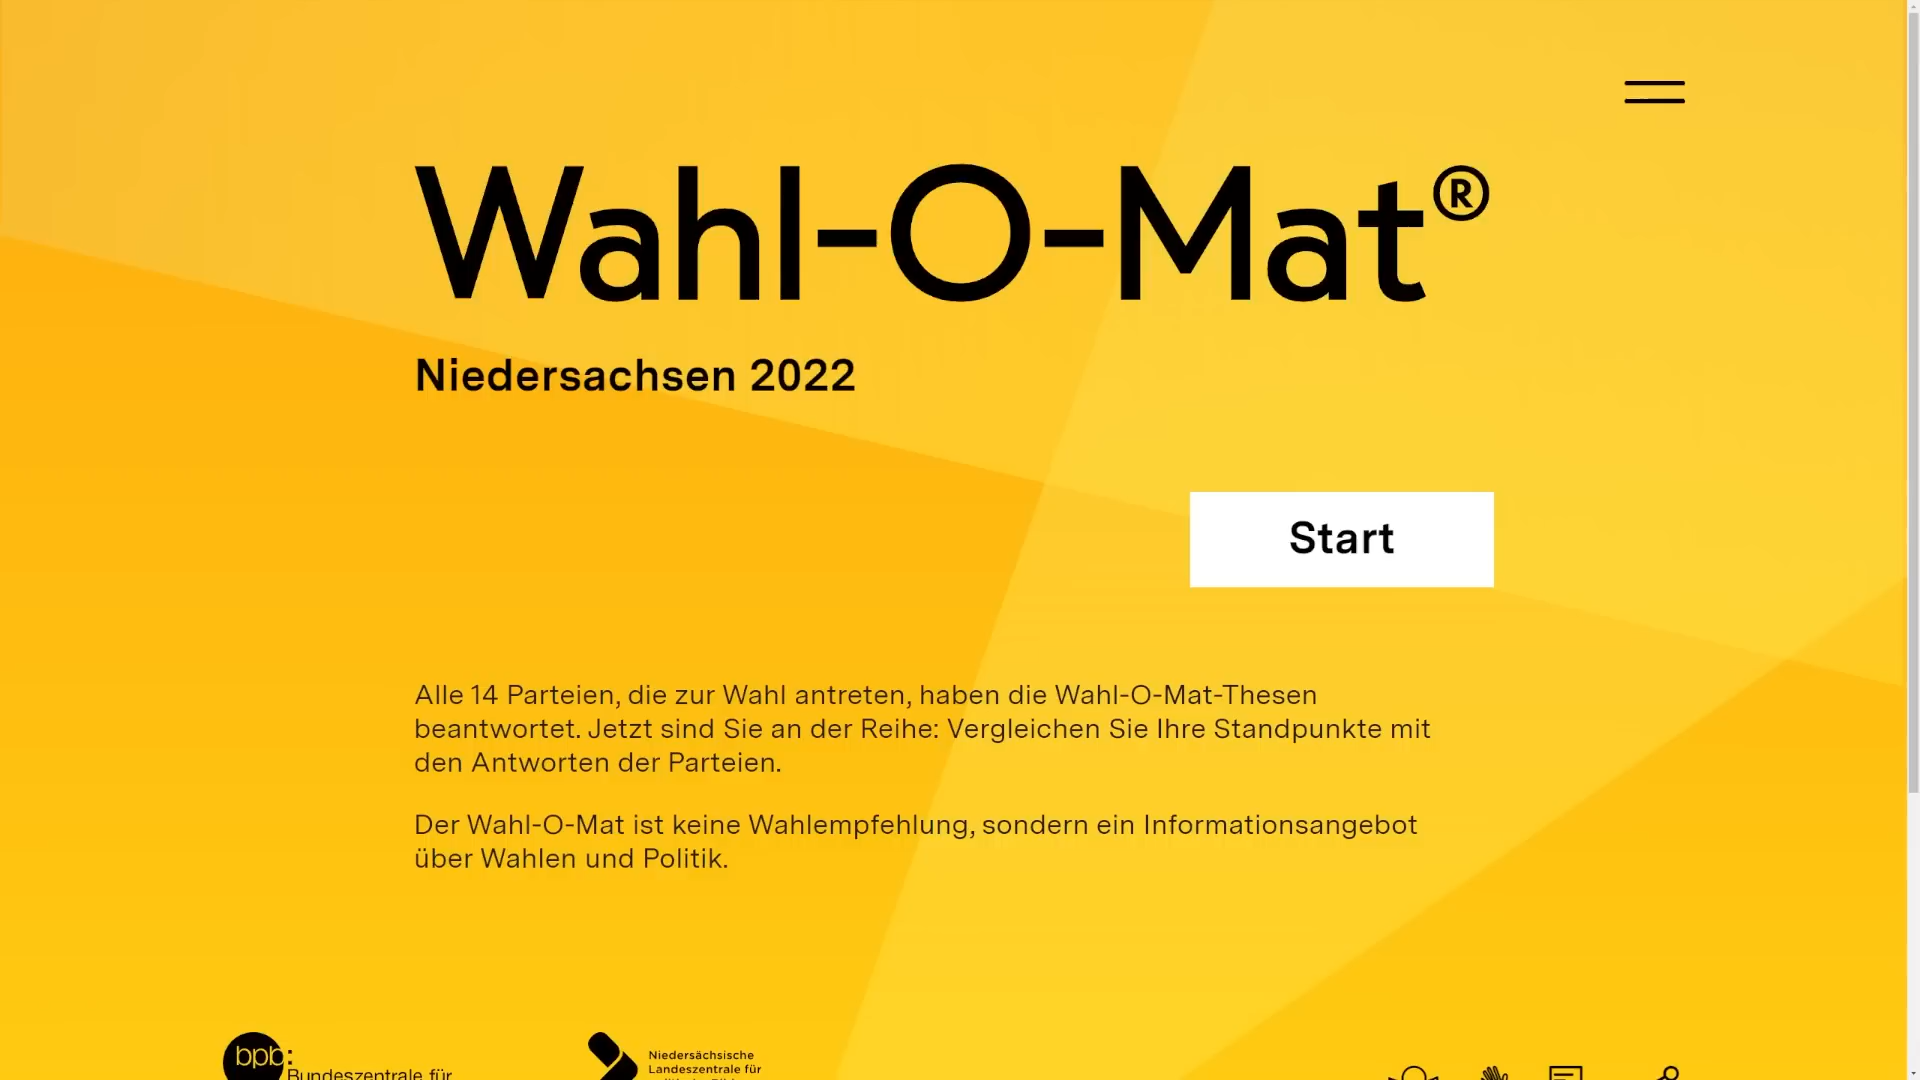 Wahl-O-Mat®
Niedersachsen 2022
Start
Alle 14 Parteien, die zur Wahl antreten, haben die Wahl-O-Mat-Thesen
beantwortet. Jetzt sind Sie an der Reihe: Vergleichen Sie Ihre Standpunkte mit
den Antworten der Parteien.
Der Wahl-O-Mat ist keine Wahlempfehlung, sondern ein Informationsangebot
über Wahlen und Politik.
bpb:
Bundeszentrale für
Niedersächsische
Landeszentrale für